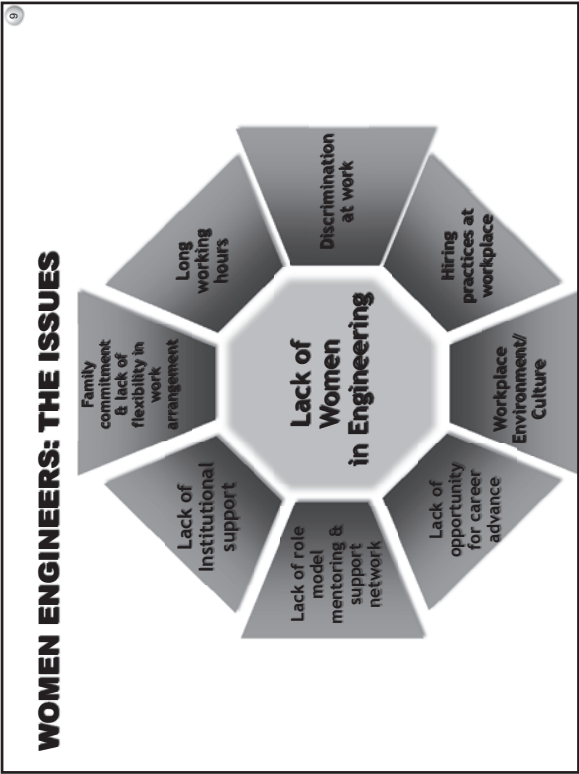 WOMEN ENGINEERS: THE ISSUES
Family
commitment
& lack of
flexibility in
work
arrangement
Long
working
hours
Discrimination
at work
Hiring
practices at
workplace
Workplace
Environment/
Culture
Lack of
opportunity
for career
advance
Lack of role
model
mentoring &
support
network
Lack of
Institutional
support
Lack of
Women
in Engineering
9